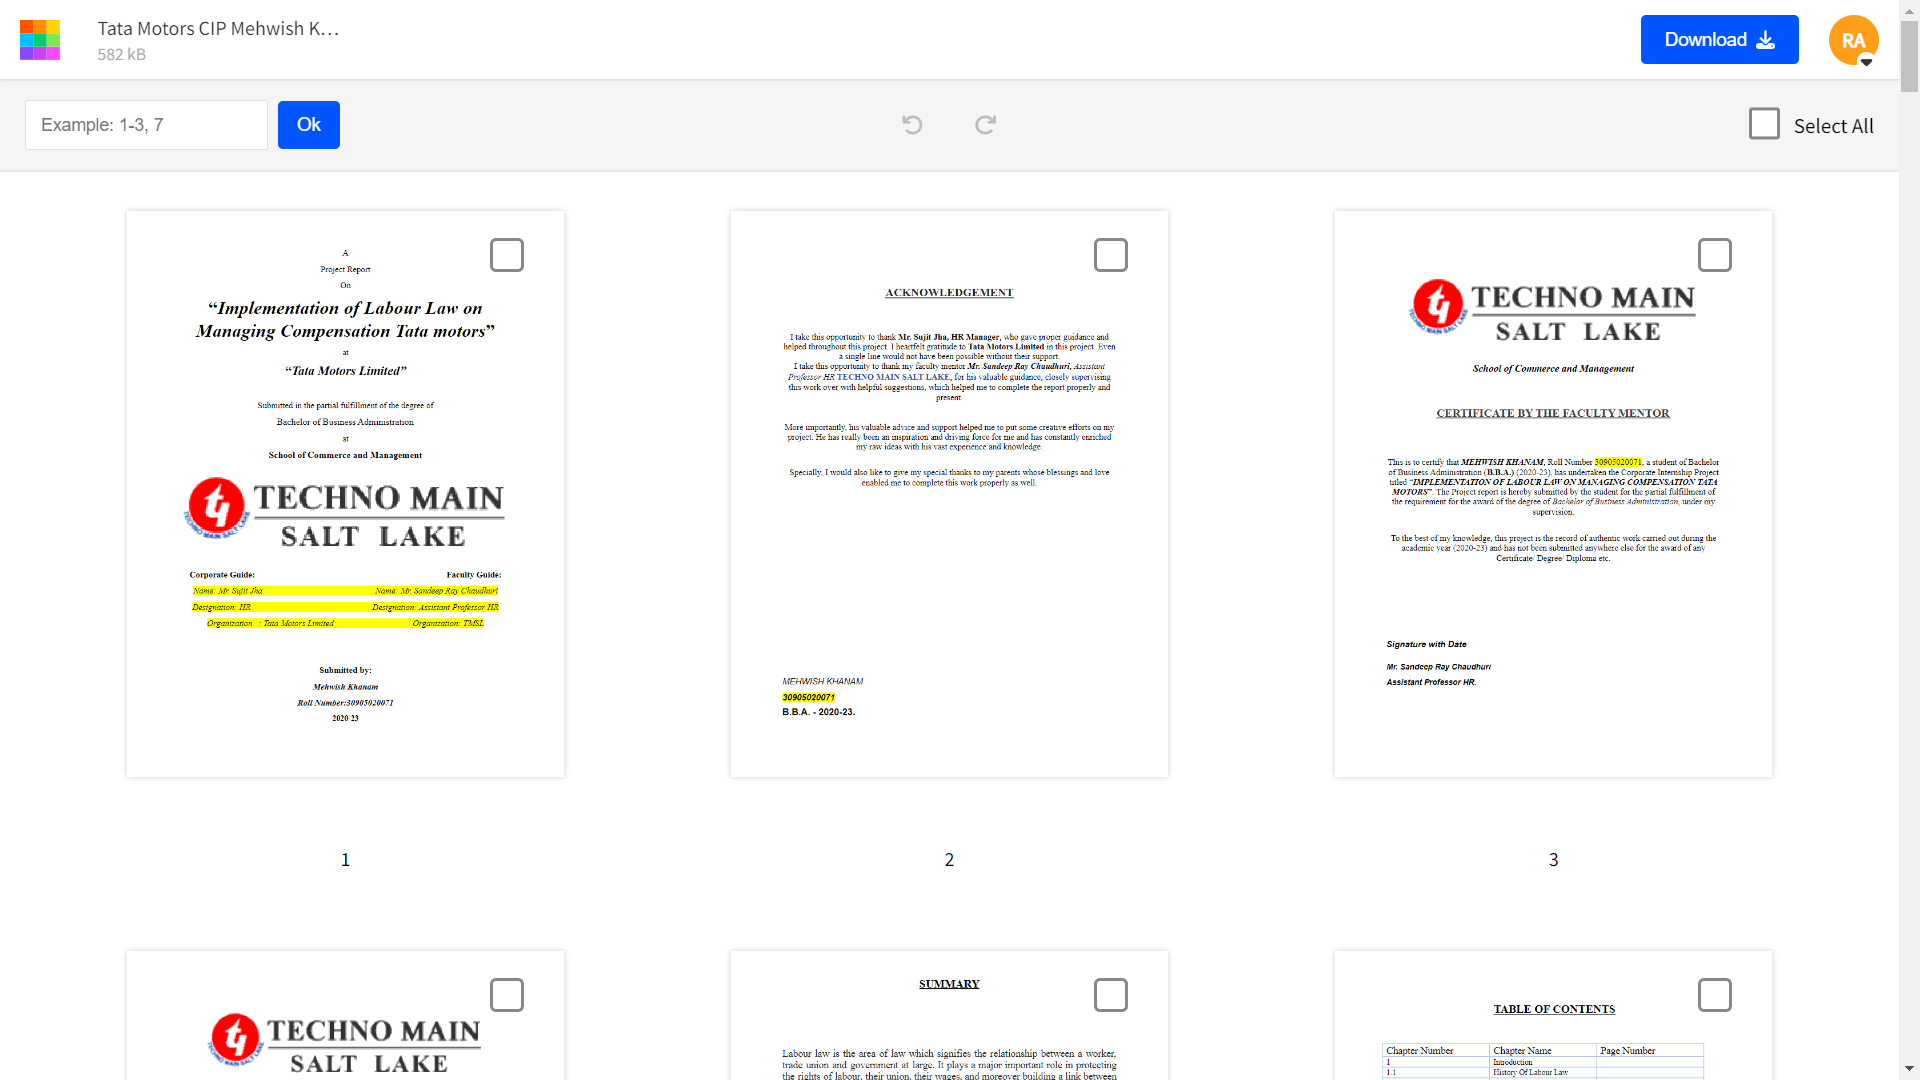 Tata Motors CIP Mehwish K...
582 kB
Download
RA
Example: 1-3, 7
Ok
Select All
A
Project Report
On
“Implementation of Labour Law on
Managing Compensation Tata motors”
at
“Tata Motors Limited”
Submitted in the partial fulfillment of the degree of
Bachelor of Business Administration
at
School of Commerce and Management
TECHNO MAIN
SALT LAKE
Corporate Guide: Faculty Guide:
Name: Mr. Sujit Jha Name: Mr. Sandeep Ray Chaudhuri
Designation: HR Designation: Assistant Professor HR
Organization : Tata Motors Limited Organization: TMSL
Submitted by:
Mehwish Khanam
Roll Number:30905020071
2020-23
1
ACKNOWLEDGEMENT
I take this opportunity to thank Mr. Sujit Jha, HR Manager, who gave proper guidance and
helped throughout this project. I heartfelt gratitude to Tata Motors Limited in this project. Even
a single line would not have been possible without their support.
I take this opportunity to thank my faculty mentor Mr. Sandeep Ray Chaudhuri, Assistant
Professor HR TECHNO MAIN SALT LAKE, for his valuable guidance, closely supervising
this work over with helpful suggestions, which helped me to complete the report properly and
present.
More importantly, his valuable advice and support helped me to put some creative efforts on my
project. He has really been an inspiration and driving force for me and has constantly enriched
my raw ideas with his vast experience and knowledge.
Specially, I would also like to give my special thanks to my parents whose blessings and love
enabled me to complete this work properly as well.
MEHWISH KHANAM
30905020071
B.B.A. - 2020-23.
2
TECHNO MAIN
SALT LAKE
School of Commerce and Management
CERTIFICATE BY THE FACULTY MENTOR
This is to certify that MEHWISH KHANAM, Roll Number 30905020071, a student of Bachelor
of Business Administration (B.B.A.) (2020-23), has undertaken the Corporate Internship Project
titled “IMPLEMENTATION OF LABOUR LAW ON MANAGING COMPENSATION TATA
MOTORS”. The Project report is hereby submitted by the student for the partial fulfillment of
the requirement for the award of the degree of Bachelor of Business Administration, under my
supervision.
To the best of my knowledge, this project is the record of authentic work carried out during the
academic year (2020-23) and has not been submitted anywhere else for the award of any
Certificate/ Degree/ Diploma etc.
Signature with Date
Mr. Sandeep Ray Chaudhuri
Assistant Professor HR.
3
TECHNO MAIN
SALT LAKE
SUMMARY
Labour law is the area of law which signifies the relationship between a worker,
trade union and government at large. It plays a major important role in protecting
the rights of labour, their union, their wages, and moreover building a link between
TABLE OF CONTENTS
Chapter Number Chapter Name Page Number
1 Introduction
1.1 History Of Labour Law